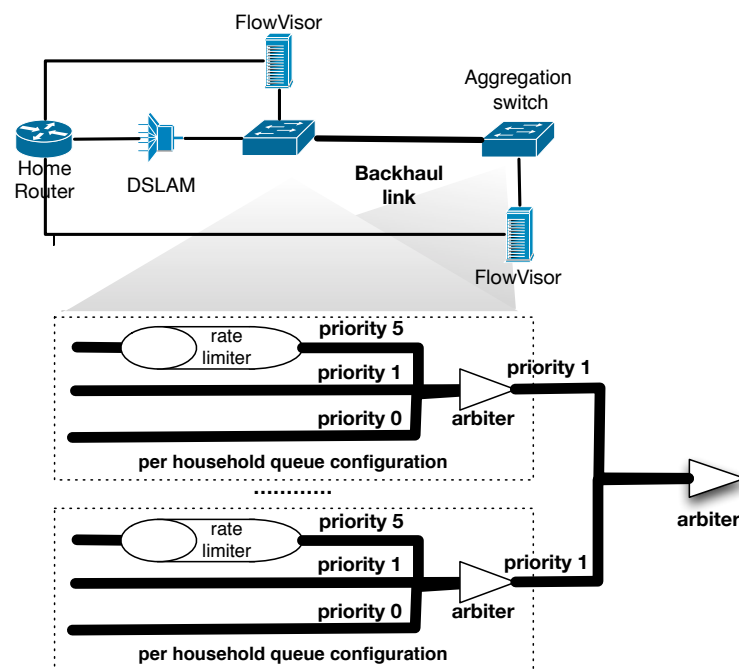 FlowVisor
Aggregation
switch
Home
Router
DSLAM
Backhaul
link
FlowVisor
priority 5
rate
limiter
priority 1
priority 1
priority 0
arbiter
per household queue configuration
............
arbiter
priority 5
rate
limiter
priority 1
priority 1
priority 0
arbiter
per household queue configuration